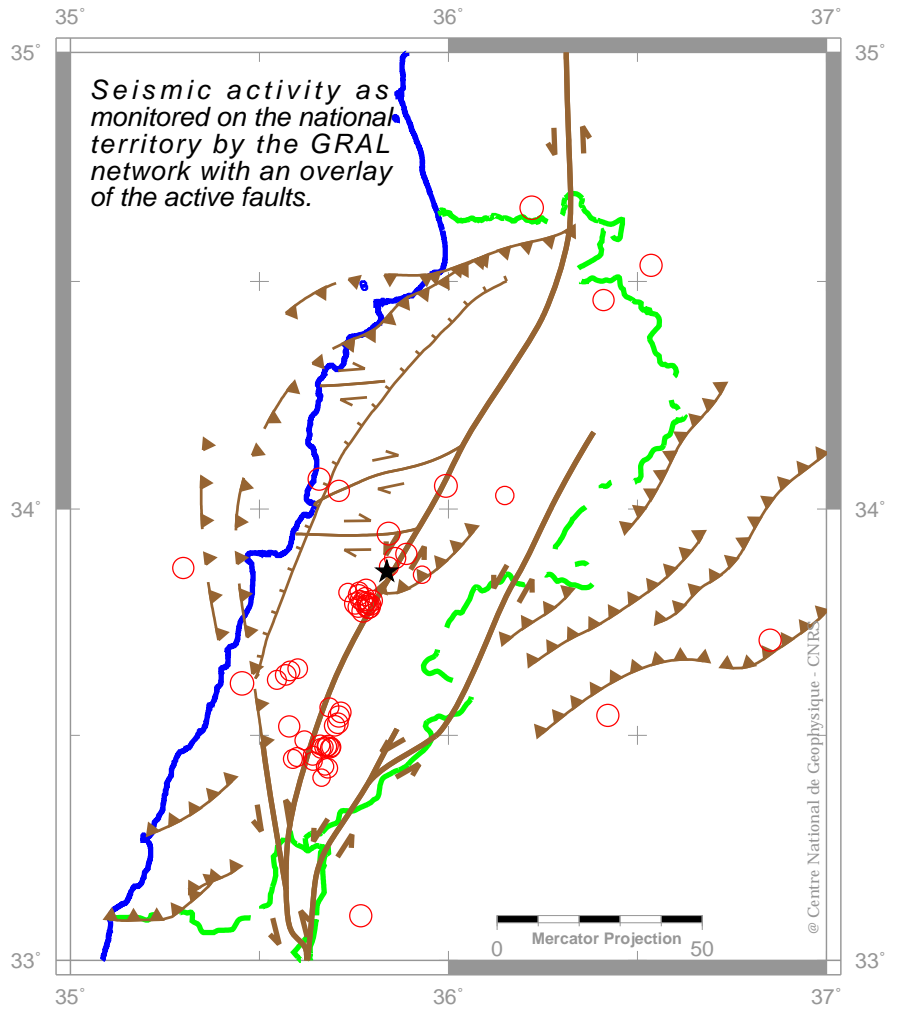 35˚ 36˚ 37˚
35˚ 35˚
Seismic activity as
monitored on the national
territory by the GRAL
network with an overlay
of the active faults.
34˚ 34˚
@ Centre National de Geophysique - CNRS
Mercator Projection
0 50
33˚ 33˚
35˚ 36˚ 37˚